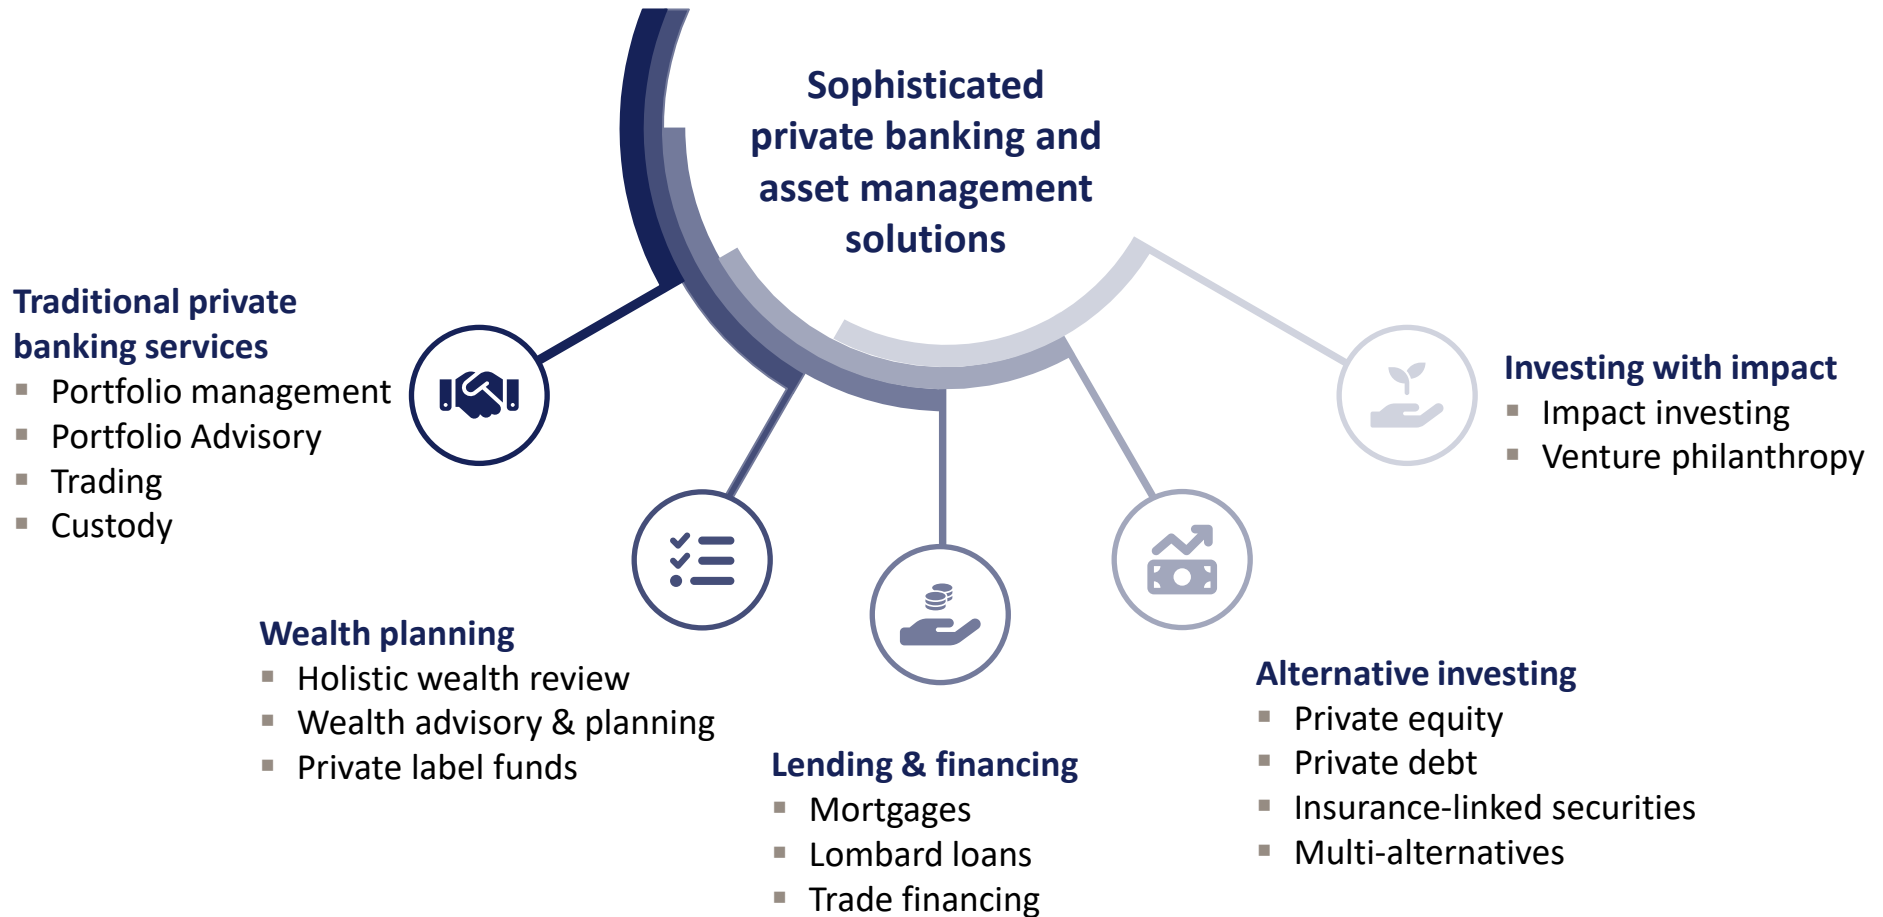 Sophisticated
private banking and
asset management
solutions
Traditional private
banking services
▪ Portfolio management
▪ Portfolio Advisory
▪ Trading
▪ Custody
Wealth planning
▪ Holistic wealth review
▪ Wealth advisory & planning
▪ Private label funds
Lending & financing
▪ Mortgages
▪ Lombard loans
▪ Trade financing
Alternative investing
▪ Private equity
▪ Private debt
▪ Insurance-linked securities
▪ Multi-alternatives
Investing with impact
▪ Impact investing
▪ Venture philanthropy